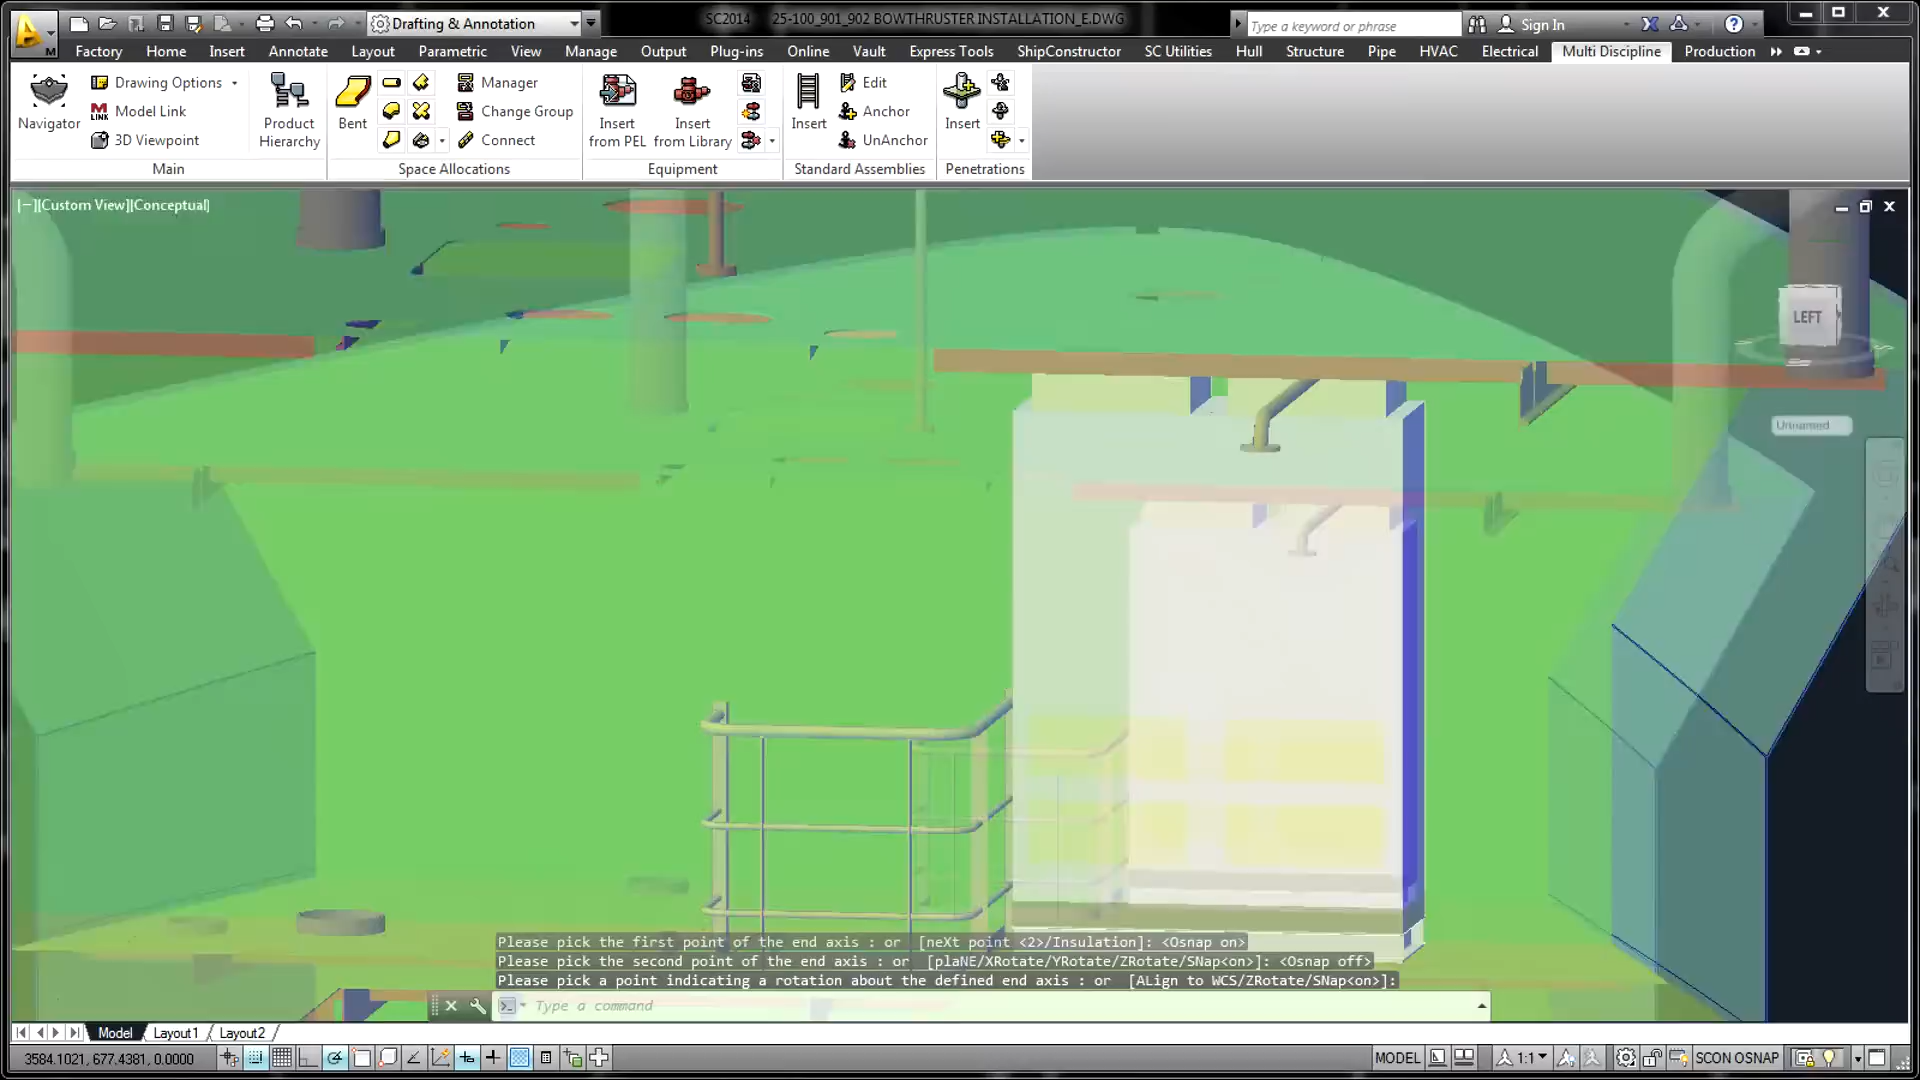 Drafting & Annotation
SC2014 25-100_901_902 BOWTHRUSTER INSTALLATION_E.DWG
Type a keyword or phrase
Sign In
M
Factory Home Insert Annotate Layout Parametric View Manage Output Plug-ins Online Vault Express Tools ShipConstructor SC Utilities Hull Structure Pipe HVAC Electrical Multi Discipline Production
Navigator
Drawing Options
M LINK Model Link
3D Viewpoint
Product Hierarchy
Main
Bent
Manager
Change Group
Connect
Space Allocations
Insert from PEL
Insert from Library
Equipment
Insert
Edit
Anchor
UnAnchor
Standard Assemblies
Insert
Penetrations
[−][Custom View][Conceptual]
LEFT
Unnamed
Please pick the first point of the end axis : or [neXt point <2>/Insulation]: <Osnap on>
Please pick the second point of the end axis : or [plaNE/XRotate/YRotate/ZRotate/SNap<on>]: <Osnap off>
Please pick a point indicating a rotation about the defined end axis : or [ALign to WCS/ZRotate/SNap<on>]:
Type a command
Model Layout1 Layout2
3584.1021, 677.4381, 0.0000
MODEL
1:1
SCON OSNAP